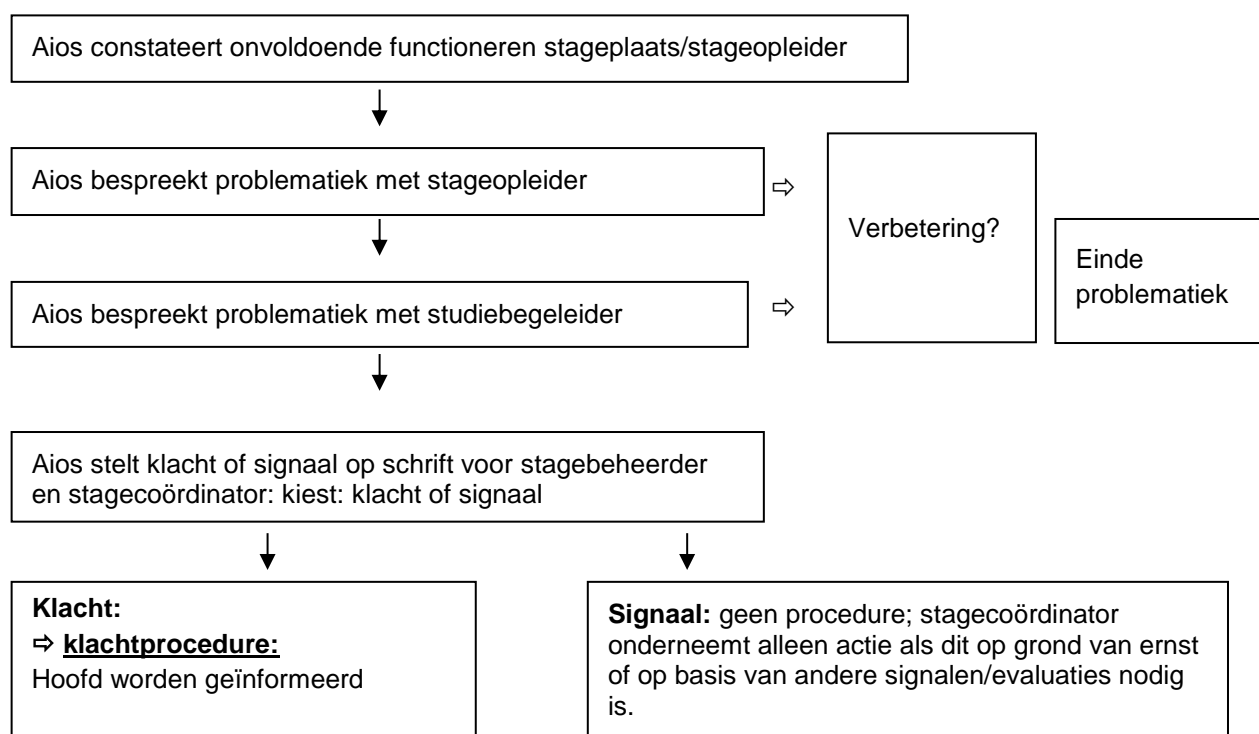 Aios constateert onvoldoende functioneren stageplaats/stageopleider
Aios bespreekt problematiek met stageopleider
⇨
Verbetering?
Einde
problematiek
Aios bespreekt problematiek met studiebegeleider
⇨
Aios stelt klacht of signaal op schrift voor stagebeheerder
en stagecoördinator: kiest: klacht of signaal
Klacht:
⇨ klachtprocedure:
Hoofd worden geïnformeerd
Signaal: geen procedure; stagecoördinator
onderneemt alleen actie als dit op grond van ernst
of op basis van andere signalen/evaluaties nodig
is.